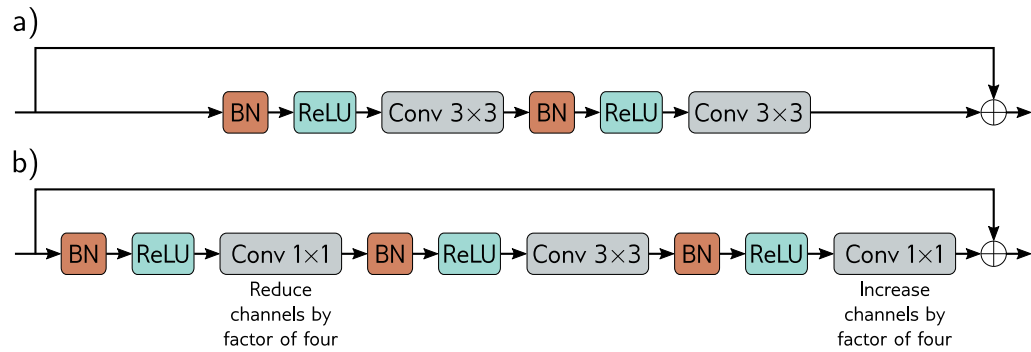 a)
BN ReLU Conv 3×3 BN ReLU Conv 3×3
b)
BN ReLU Conv 1×1 BN ReLU Conv 3×3 BN ReLU Conv 1×1
Reduce
channels by
factor of four
Increase
channels by
factor of four